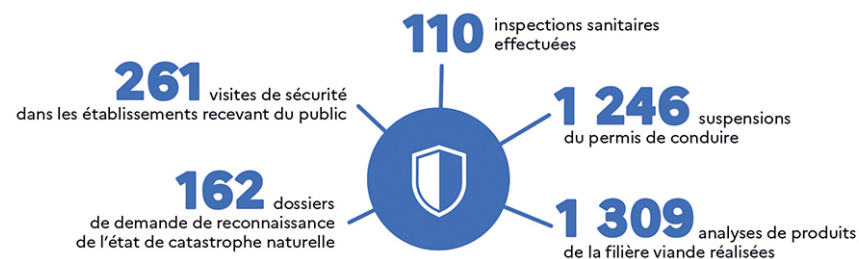 110 inspections sanitaires
effectuées
261 visites de sécurité
dans les établissements recevant du public
1 246 suspensions
du permis de conduire
162 dossiers
de demande de reconnaissance
de l'état de catastrophe naturelle
1 309 analyses de produits
de la filière viande réalisées